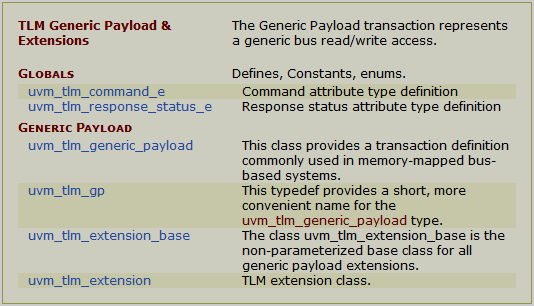 TLM Generic Payload & The Generic Payload transaction represents
Extensions a generic bus read/write access.
GLOBALS Defines, Constants, enums.
uvm_tlm_command_e Command attribute type definition
uvm_tlm_response_status_e Response status attribute type definition
GENERIC PAYLOAD
uvm_tlm_generic_payload This class provides a transaction definition
commonly used in memory-mapped bus-
based systems.
uvm_tlm_gp This typedef provides a short, more
convenient name for the
uvm_tlm_generic_payload type.
uvm_tlm_extension_base The class uvm_tlm_extension_base is the
non-parameterized base class for all
generic payload extensions.
uvm_tlm_extension TLM extension class.